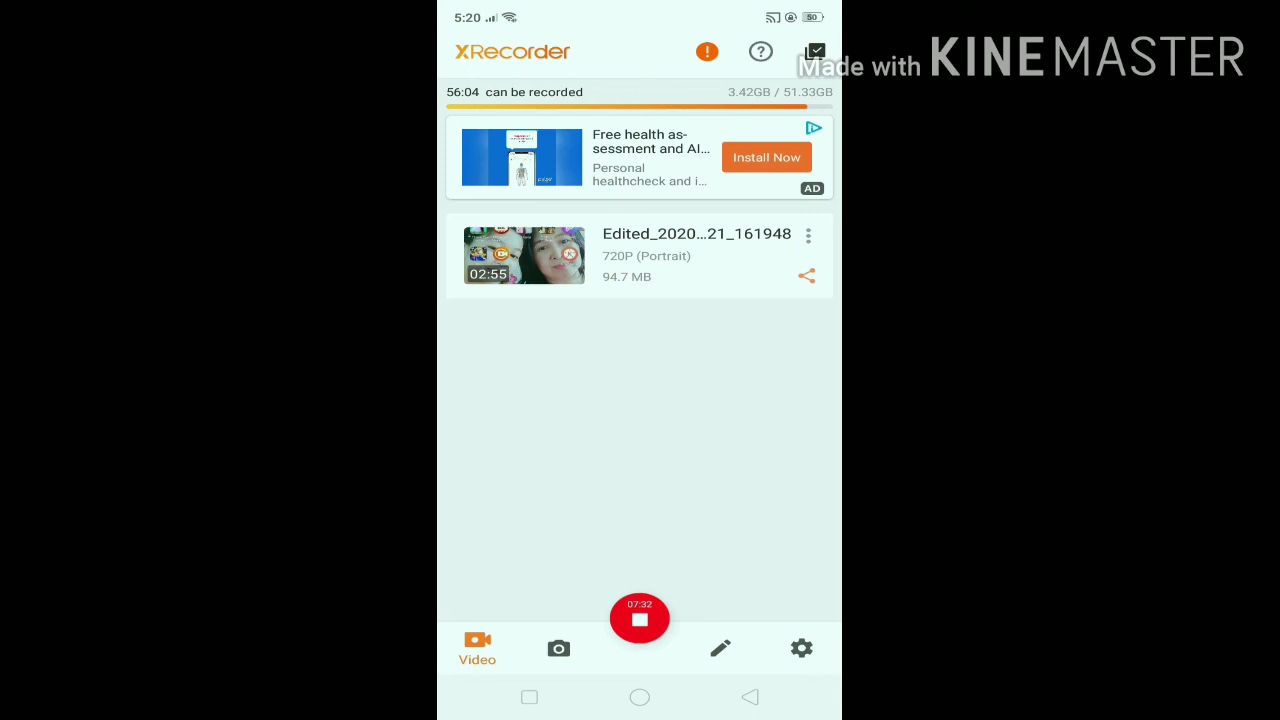 5:20
50
XRecorder
Made with KINEMASTER
56:04 can be recorded
3.42GB / 51.33GB
Free health as-
sessment and AI...
Personal
healthcheck and i...
Install Now
AD
Edited_2020...21_161948
720P (Portrait)
94.7 MB
02:55
07:32
Video